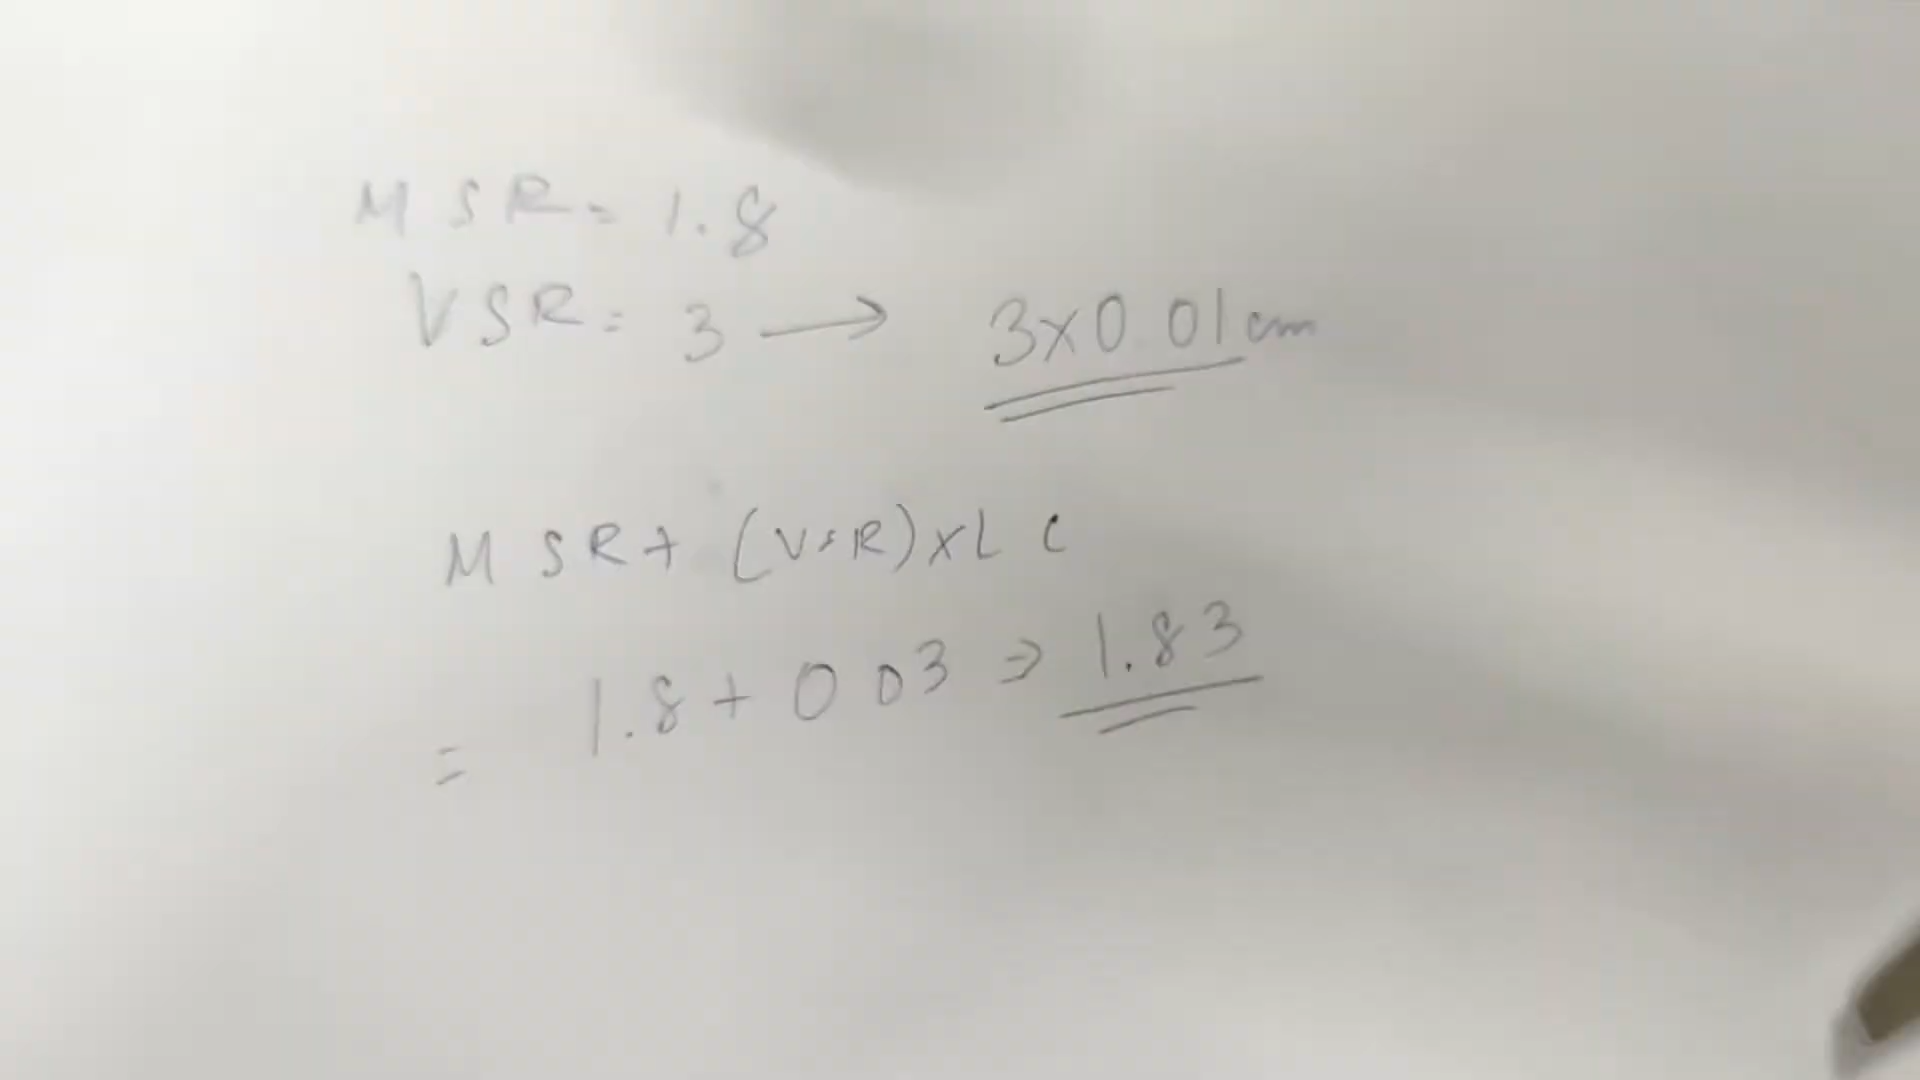 MSR = 1.8
VSR = 3 → 3×0.01cm
MSR + (VSR)×LC
= 1.8 + 0.03 ⇒ 1.83